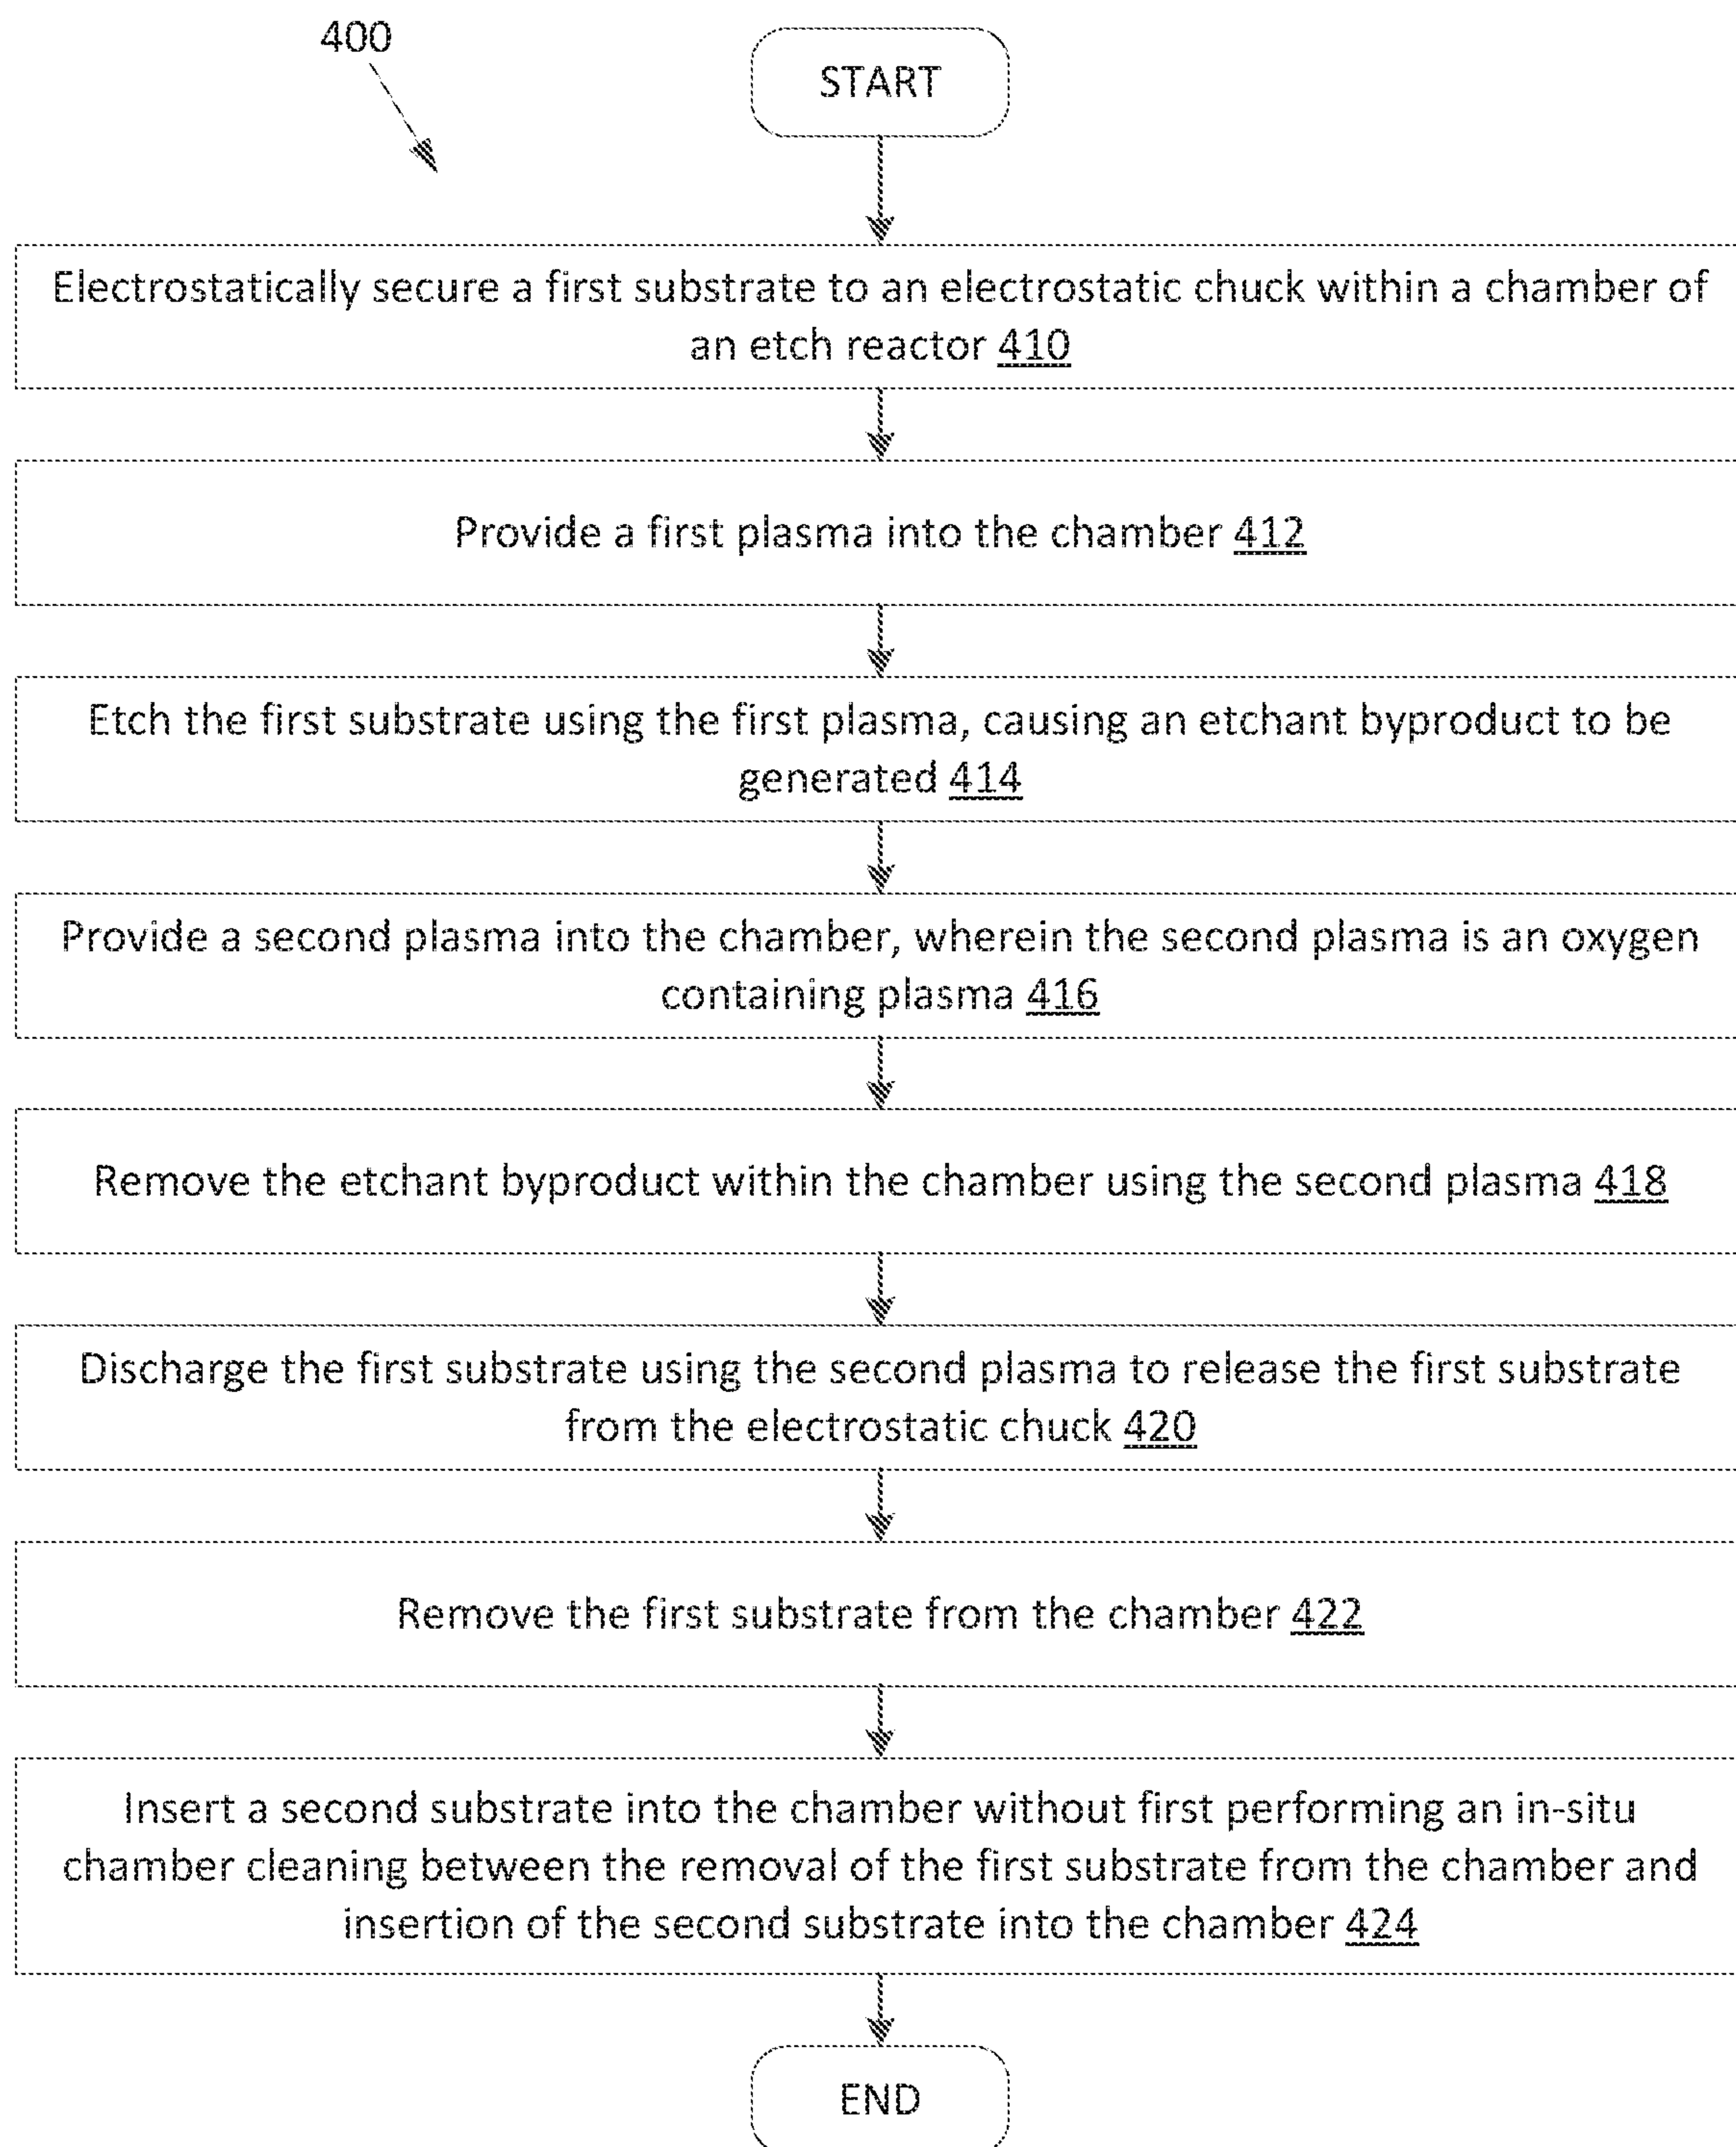 400
START
Electrostatically secure a first substrate to an electrostatic chuck within a chamber of
an etch reactor 410
Provide a first plasma into the chamber 412
Etch the first substrate using the first plasma, causing an etchant byproduct to be
generated 414
Provide a second plasma into the chamber, wherein the second plasma is an oxygen
containing plasma 416
Remove the etchant byproduct within the chamber using the second plasma 418
Discharge the first substrate using the second plasma to release the first substrate
from the electrostatic chuck 420
Remove the first substrate from the chamber 422
Insert a second substrate into the chamber without first performing an in-situ
chamber cleaning between the removal of the first substrate from the chamber and
insertion of the second substrate into the chamber 424
END